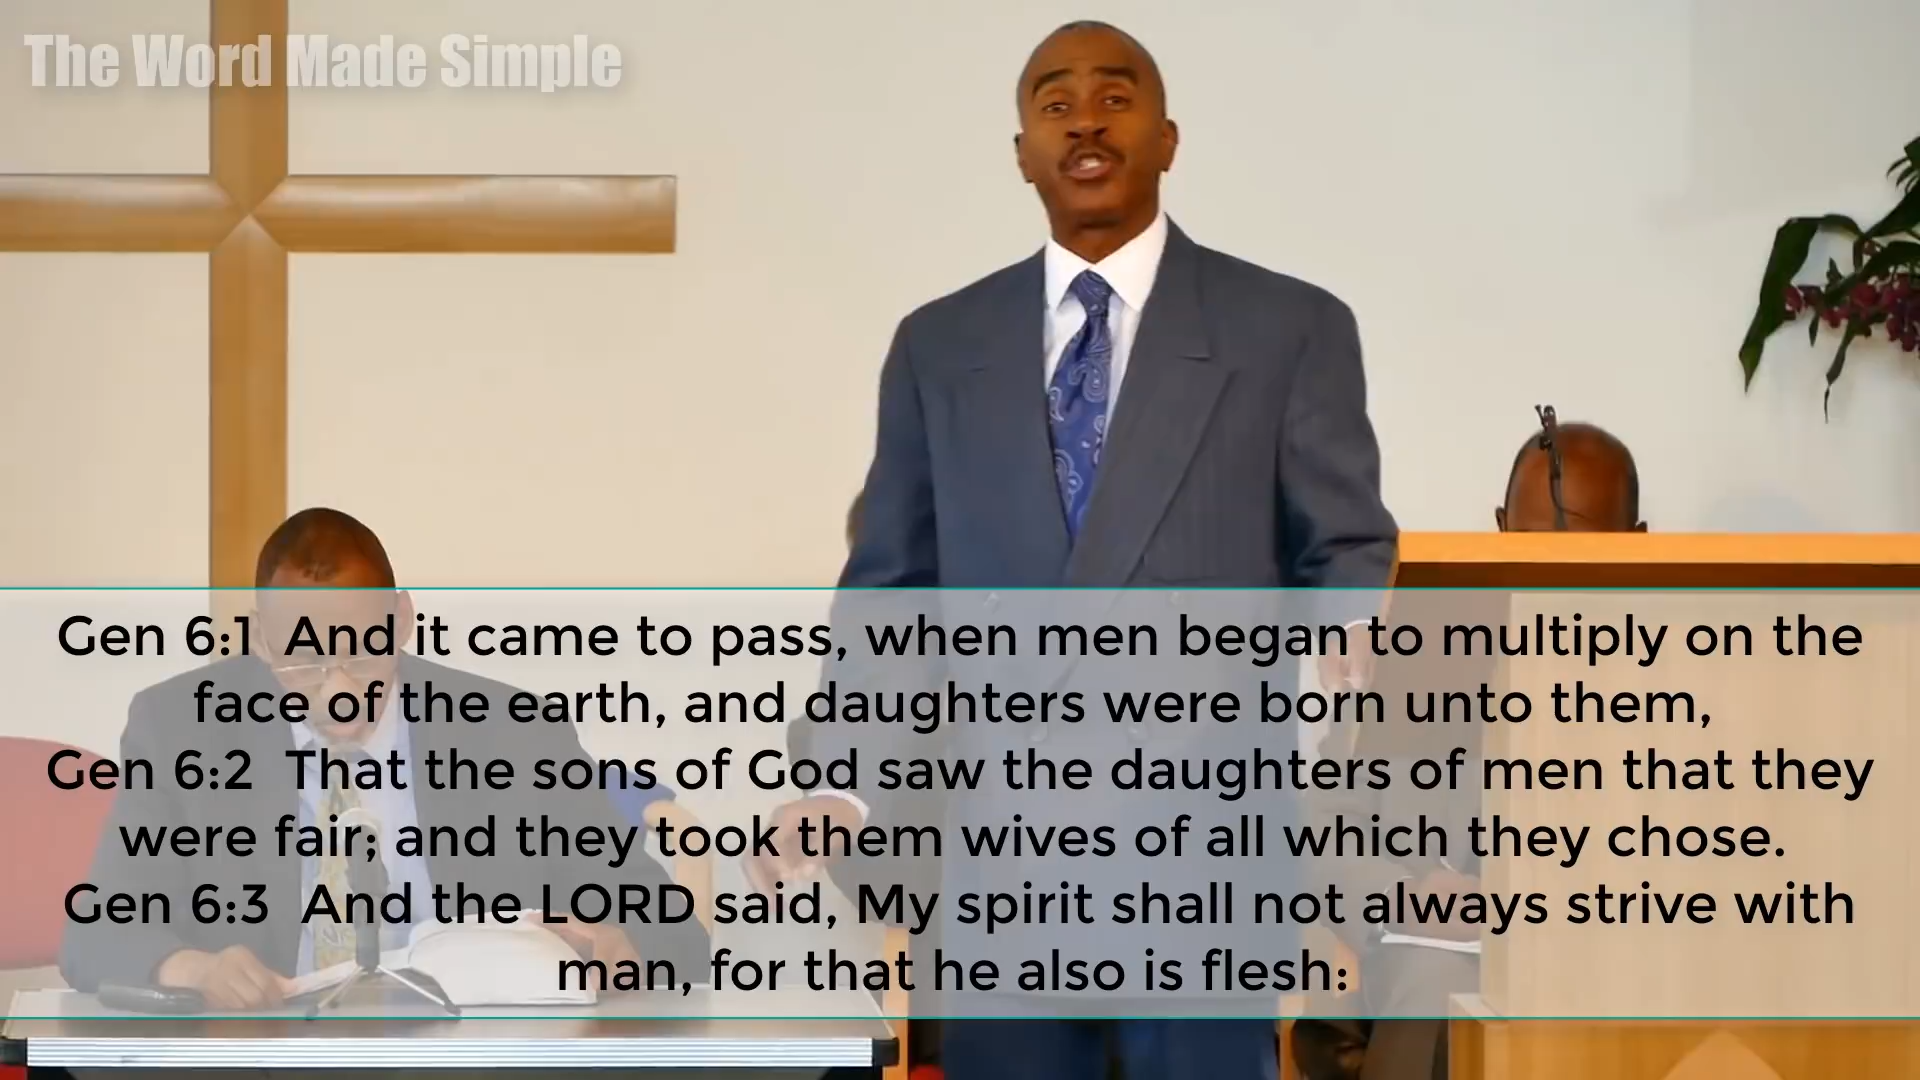 The Word Made Simple
Gen 6:1 And it came to pass, when men began to multiply on the
face of the earth, and daughters were born unto them,
Gen 6:2 That the sons of God saw the daughters of men that they
were fair; and they took them wives of all which they chose.
Gen 6:3 And the LORD said, My spirit shall not always strive with
man, for that he also is flesh: